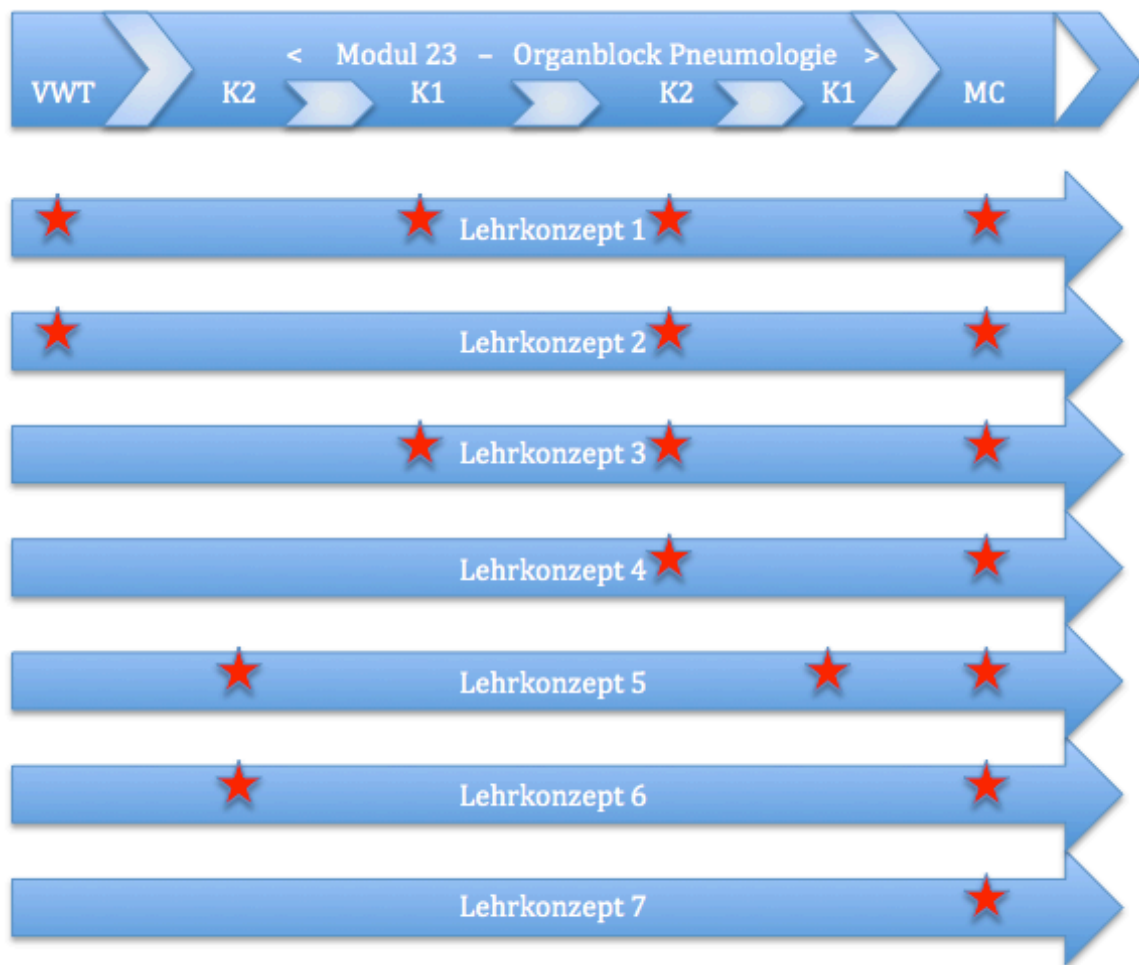 < Modul 23 – Organblock Pneumologie >
VWT K2 K1 K2 K1 MC
Lehrkonzept 1
Lehrkonzept 2
Lehrkonzept 3
Lehrkonzept 4
Lehrkonzept 5
Lehrkonzept 6
Lehrkonzept 7